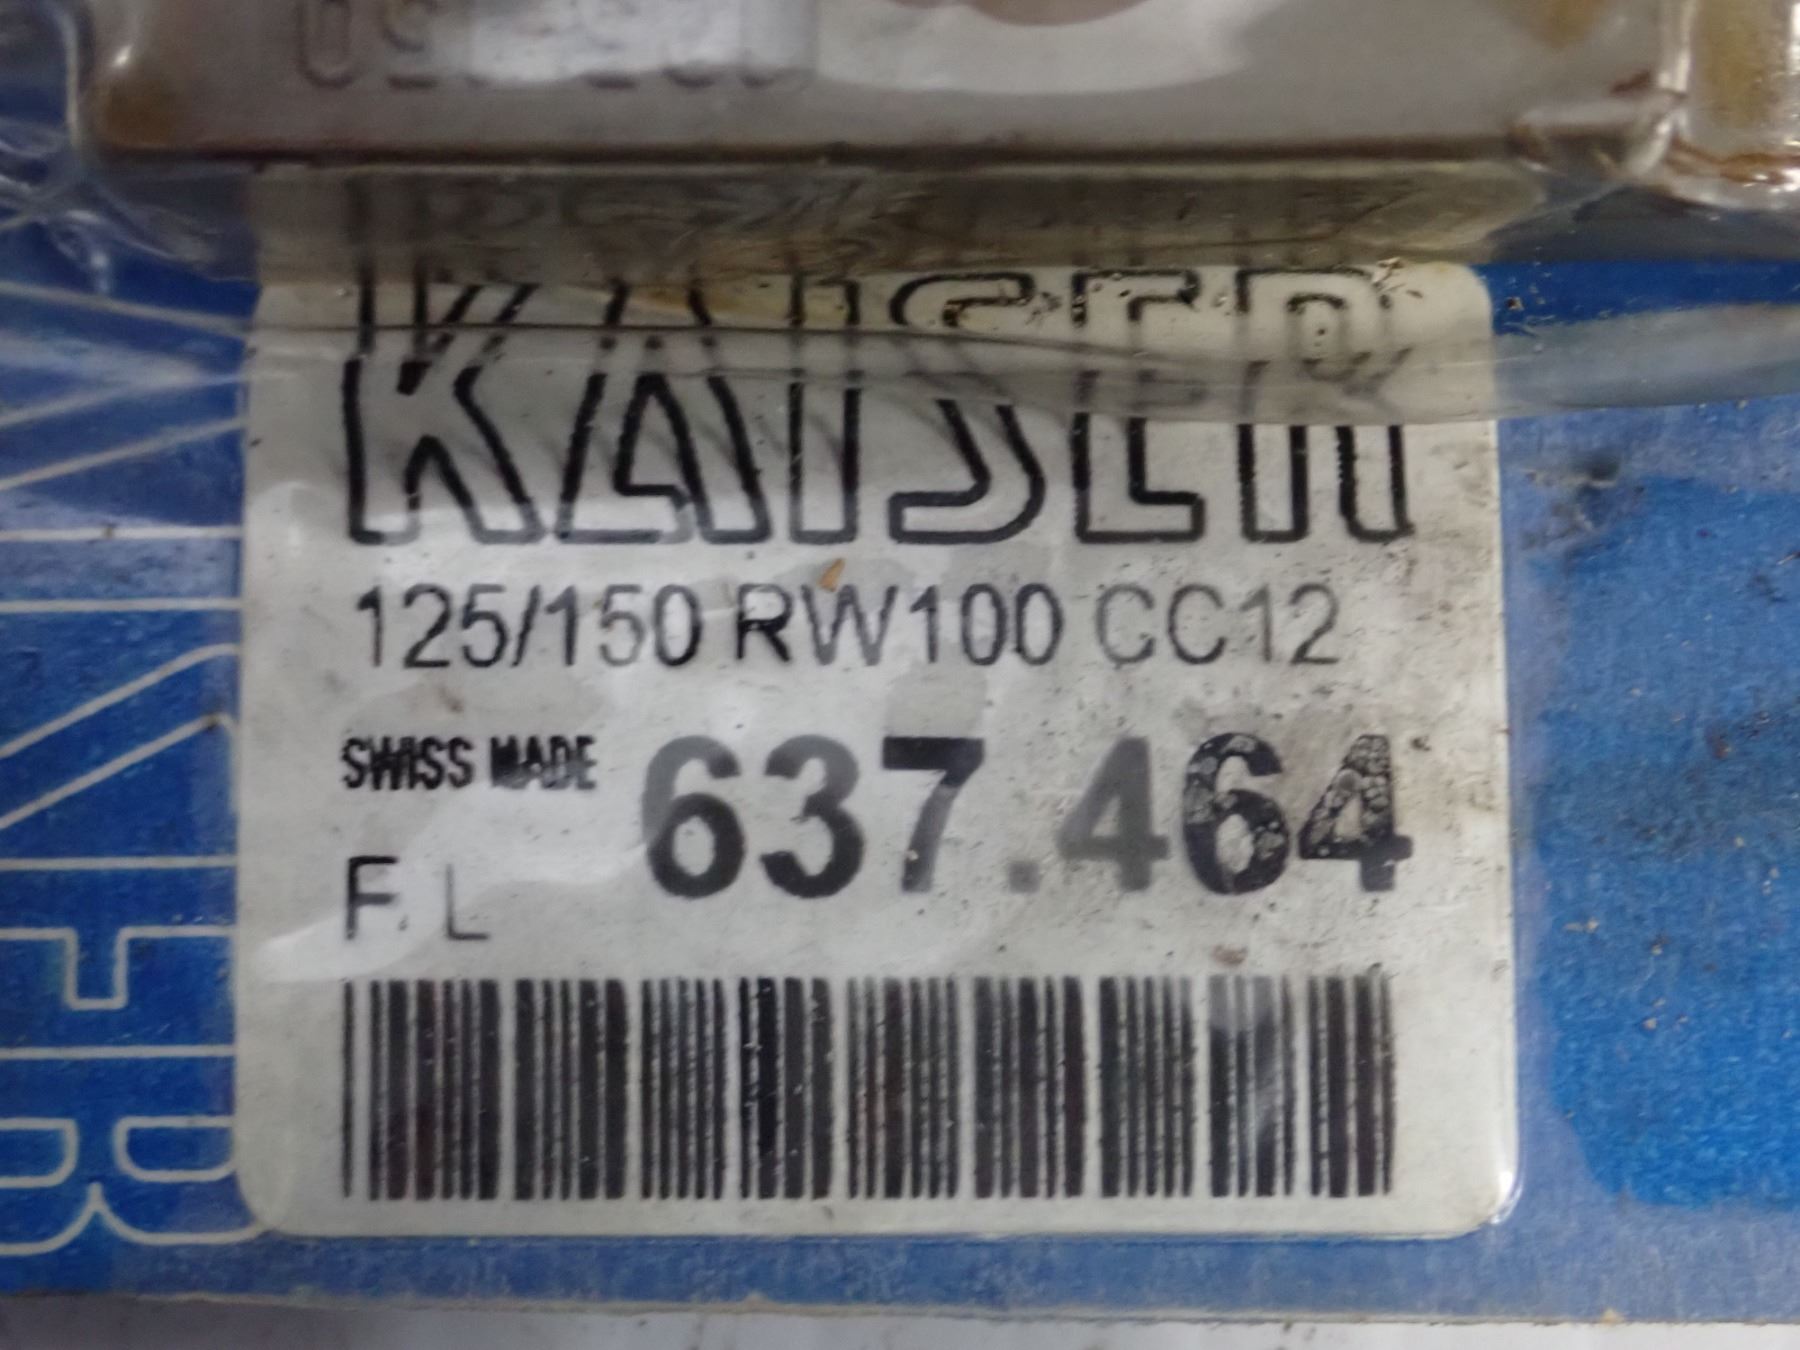 KAISER
125/150 RW100 CC12
SWISS MADE 637.464
F. L